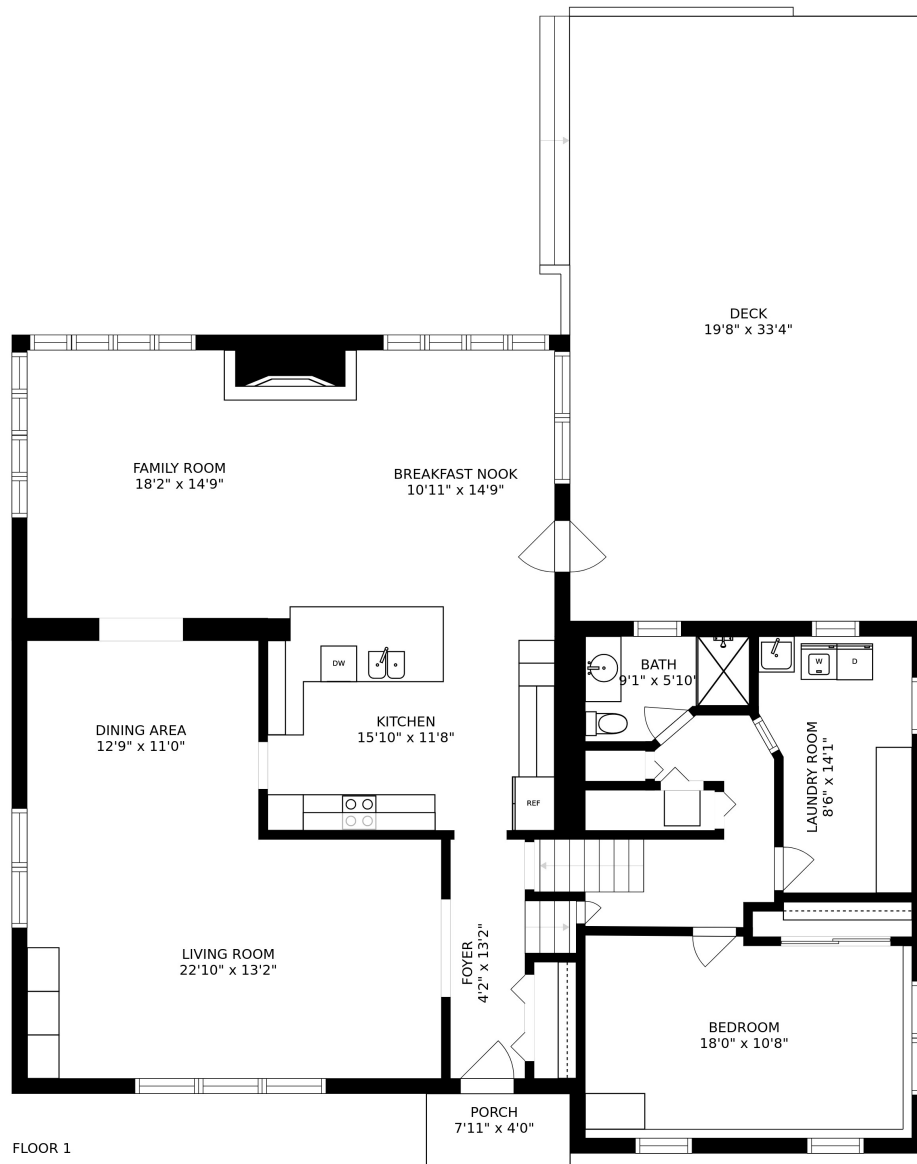 DECK
19'8" x 33'4"
FAMILY ROOM
18'2" x 14'9"
BREAKFAST NOOK
10'11" x 14'9"
DW
BATH
9'1" x 5'10"
W
D
DINING AREA
12'9" x 11'0"
KITCHEN
15'10" x 11'8"
LAUNDRY ROOM
8'6" x 14'1"
REF
LIVING ROOM
22'10" x 13'2"
FOYER
4'2" x 13'2"
BEDROOM
18'0" x 10'8"
PORCH
7'11" x 4'0"
FLOOR 1